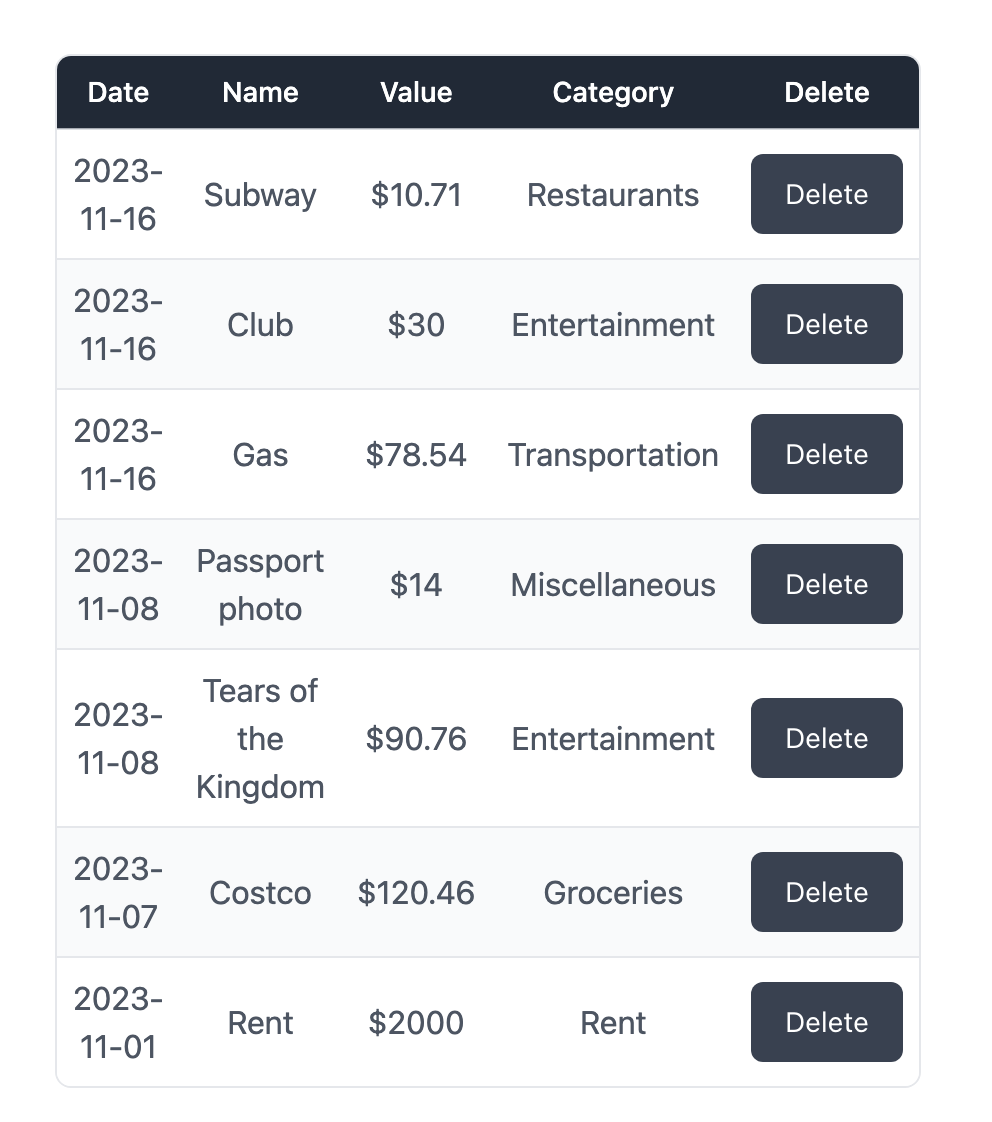 Date Name Value Category Delete
2023-
11-16
Subway $10.71 Restaurants Delete
2023-
11-16
Club $30 Entertainment Delete
2023-
11-16
Gas $78.54 Transportation Delete
2023-
11-08
Passport
photo
$14 Miscellaneous Delete
2023-
11-08
Tears of
the
Kingdom
$90.76 Entertainment Delete
2023-
11-07
Costco $120.46 Groceries Delete
2023-
11-01
Rent $2000 Rent Delete